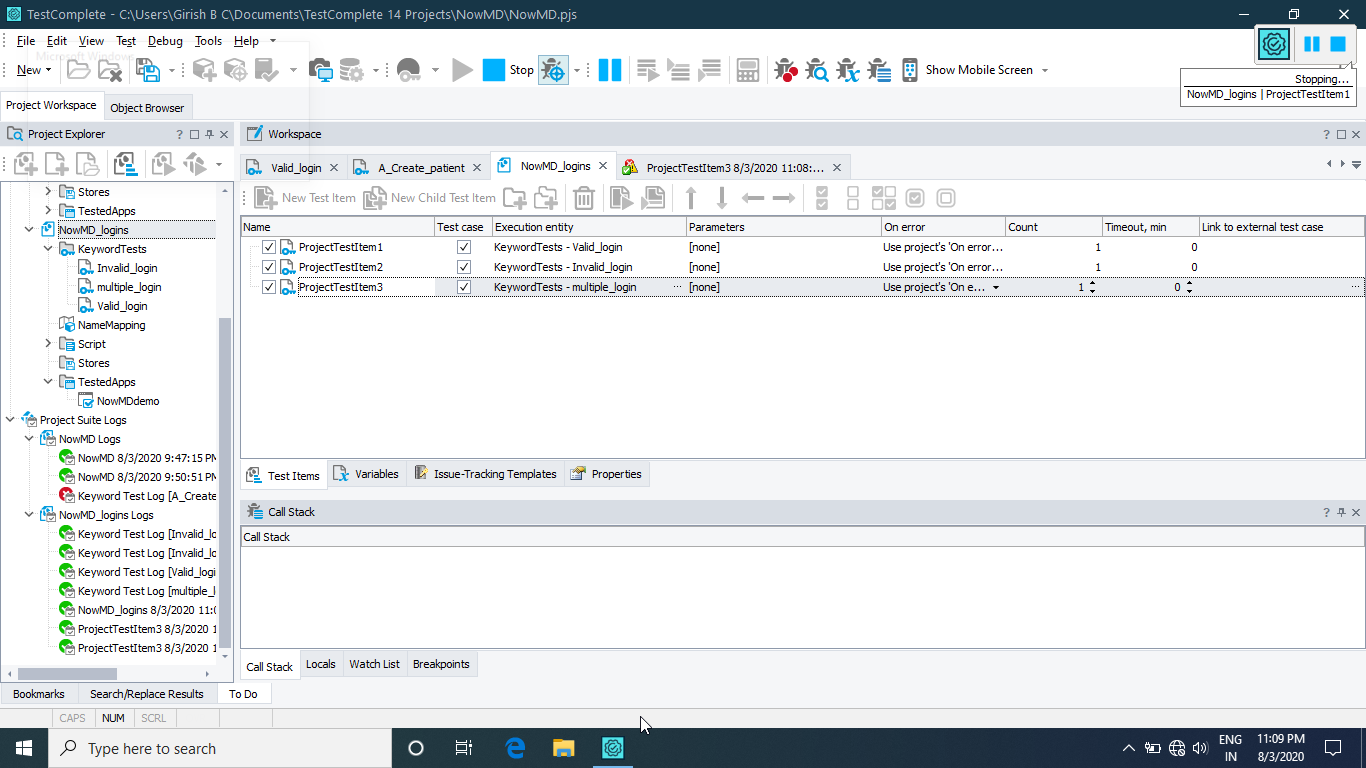 TestComplete - C:\Users\Girish B C\Documents\TestComplete 14 Projects\NowMD\NowMD.pjs
File Edit View Test Debug Tools Help
Microsoft Windows
New Stop Show Mobile Screen
Stopping...
NowMD_logins | ProjectTestItem1
Project Workspace Object Browser
Project Explorer ?
Workspace ?
Valid_login A_Create_patient NowMD_logins ProjectTestItem3 8/3/2020 11:08:...
New Test Item New Child Test Item
Stores
TestedApps
NowMD_logins
KeywordTests
Invalid_login
multiple_login
Valid_login
NameMapping
Script
Stores
TestedApps
NowMDdemo
Project Suite Logs
NowMD Logs
NowMD 8/3/2020 9:47:15 PM
NowMD 8/3/2020 9:50:51 PM
Keyword Test Log [A_Create
NowMD_logins Logs
Keyword Test Log [Invalid_lo
Keyword Test Log [Invalid_lo
Keyword Test Log [Valid_logi
Keyword Test Log [multiple_l
NowMD_logins 8/3/2020 11:0
ProjectTestItem3 8/3/2020 1
ProjectTestItem3 8/3/2020 1
Name Test case Execution entity Parameters On error Count Timeout, min Link to external test case
ProjectTestItem1 KeywordTests - Valid_login [none] Use project's 'On error... 1 0
ProjectTestItem2 KeywordTests - Invalid_login [none] Use project's 'On error... 1 0
ProjectTestItem3 KeywordTests - multiple_login ... [none] Use project's 'On e... 1 0 ...
Test Items Variables Issue-Tracking Templates Properties
Call Stack ?
Call Stack
Call Stack Locals Watch List Breakpoints
Bookmarks Search/Replace Results To Do
CAPS NUM SCRL
Type here to search
ENG
IN
11:09 PM
8/3/2020